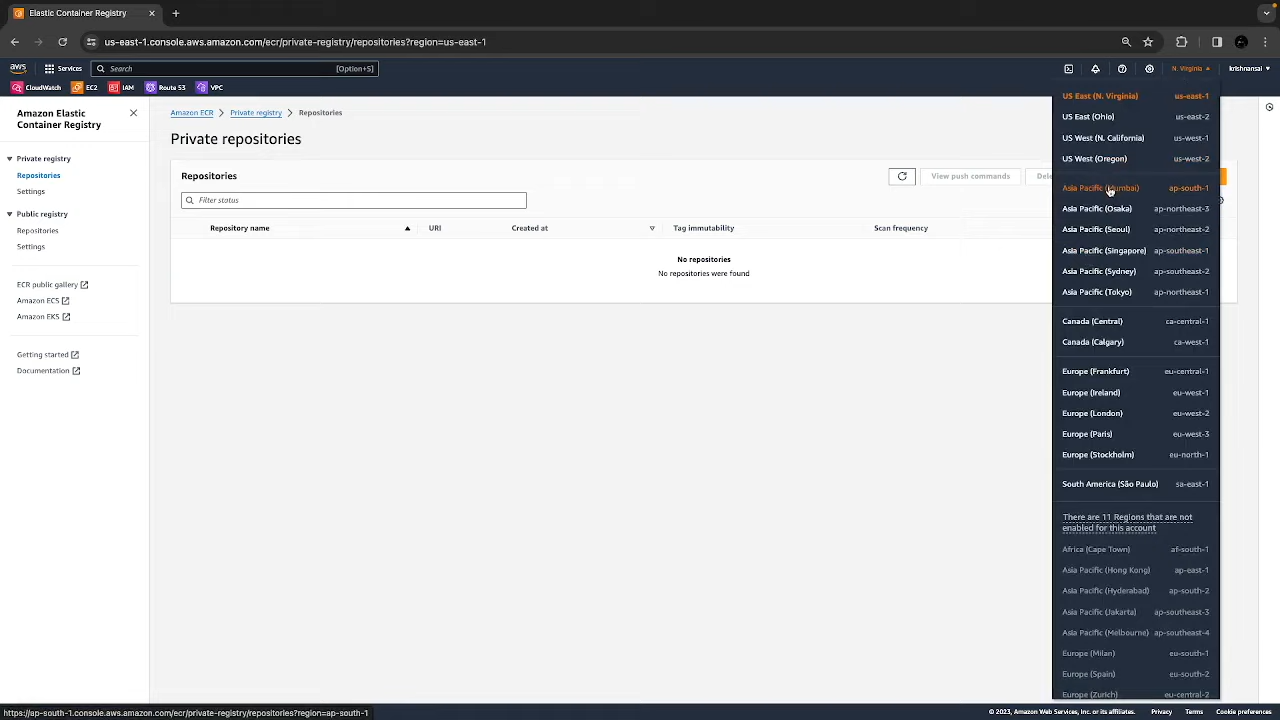 Elastic Container Registry
us-east-1.console.aws.amazon.com/ecr/private-registry/repositories?region=us-east-1
aws Services Search [Option+S] N. Virginia krishnansal
CloudWatch EC2 IAM Route 53 VPC
Amazon Elastic
Container Registry
Private registry
Repositories
Settings
Public registry
Repositories
Settings
ECR public gallery
Amazon ECS
Amazon EKS
Getting started
Documentation
Amazon ECR Private registry Repositories
Private repositories
Repositories
View push commands
Filter status
Repository name URI Created at Tag immutability Scan frequency
No repositories
No repositories were found
US East (N. Virginia) us-east-1
US East (Ohio) us-east-2
US West (N. California) us-west-1
US West (Oregon) us-west-2
Asia Pacific (Mumbai) ap-south-1
Asia Pacific (Osaka) ap-northeast-3
Asia Pacific (Seoul) ap-northeast-2
Asia Pacific (Singapore) ap-southeast-1
Asia Pacific (Sydney) ap-southeast-2
Asia Pacific (Tokyo) ap-northeast-1
Canada (Central) ca-central-1
Canada (Calgary) ca-west-1
Europe (Frankfurt) eu-central-1
Europe (Ireland) eu-west-1
Europe (London) eu-west-2
Europe (Paris) eu-west-3
Europe (Stockholm) eu-north-1
South America (São Paulo) sa-east-1
There are 11 Regions that are not
enabled for this account
Africa (Cape Town) af-south-1
Asia Pacific (Hong Kong) ap-east-1
Asia Pacific (Hyderabad) ap-south-2
Asia Pacific (Jakarta) ap-southeast-3
Asia Pacific (Melbourne) ap-southeast-4
Europe (Milan) eu-south-1
Europe (Spain) eu-south-2
Europe (Zurich) eu-central-2
https://ap-south-1.console.aws.amazon.com/ecr/private-registry/repositories?region=ap-south-1
© 2023, Amazon Web Services, Inc. or its affiliates. Privacy Terms Cookie preferences